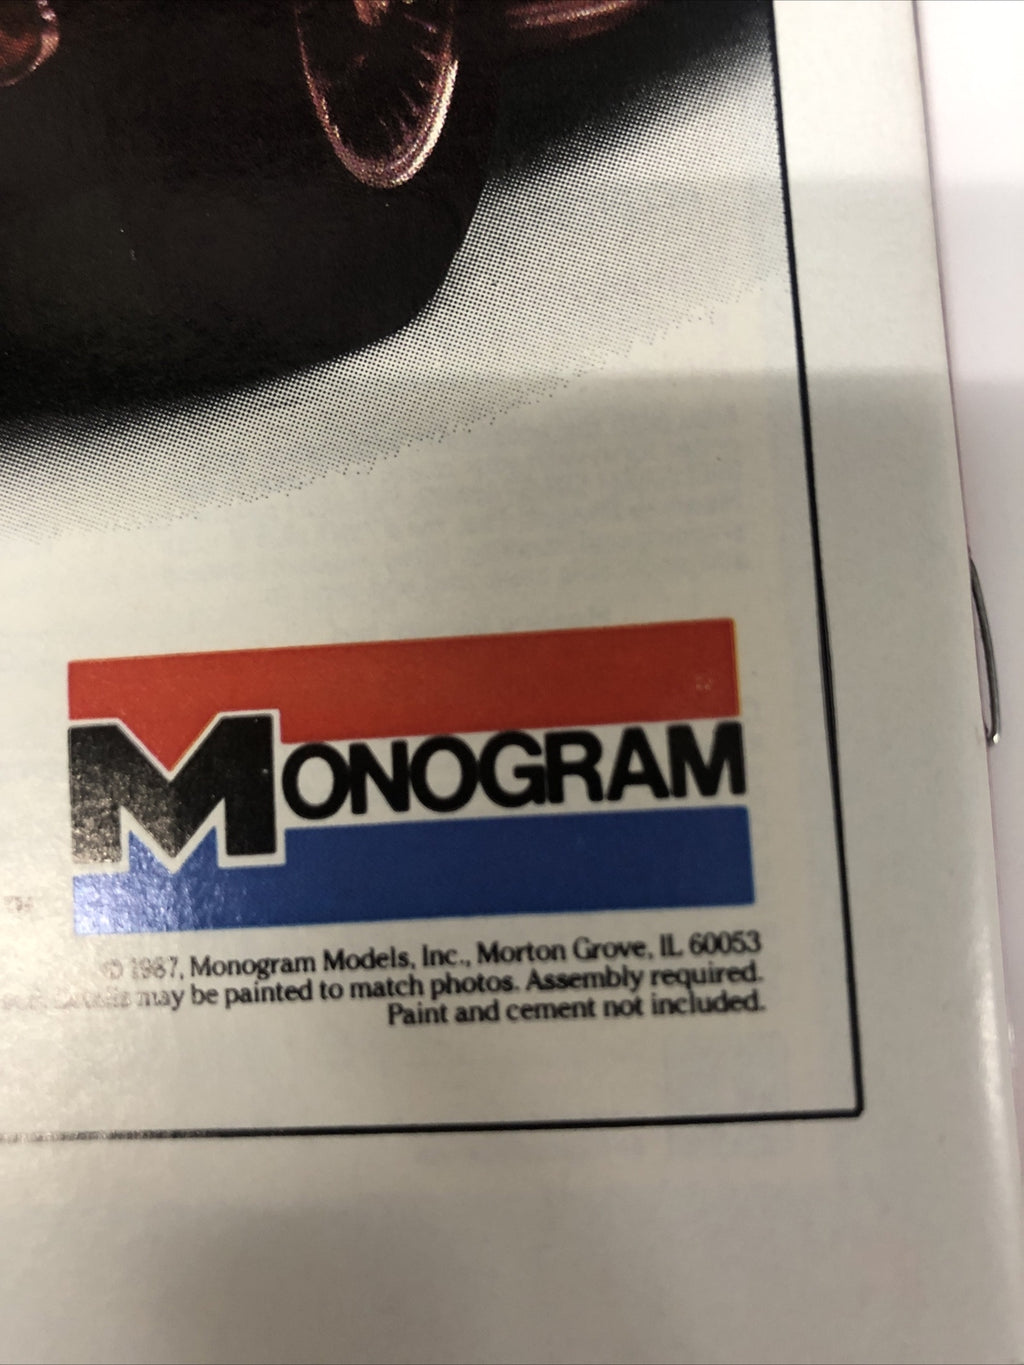 MONOGRAM
© 1987, Monogram Models, Inc., Morton Grove, IL 60053
may be painted to match photos. Assembly required.
Paint and cement not included.